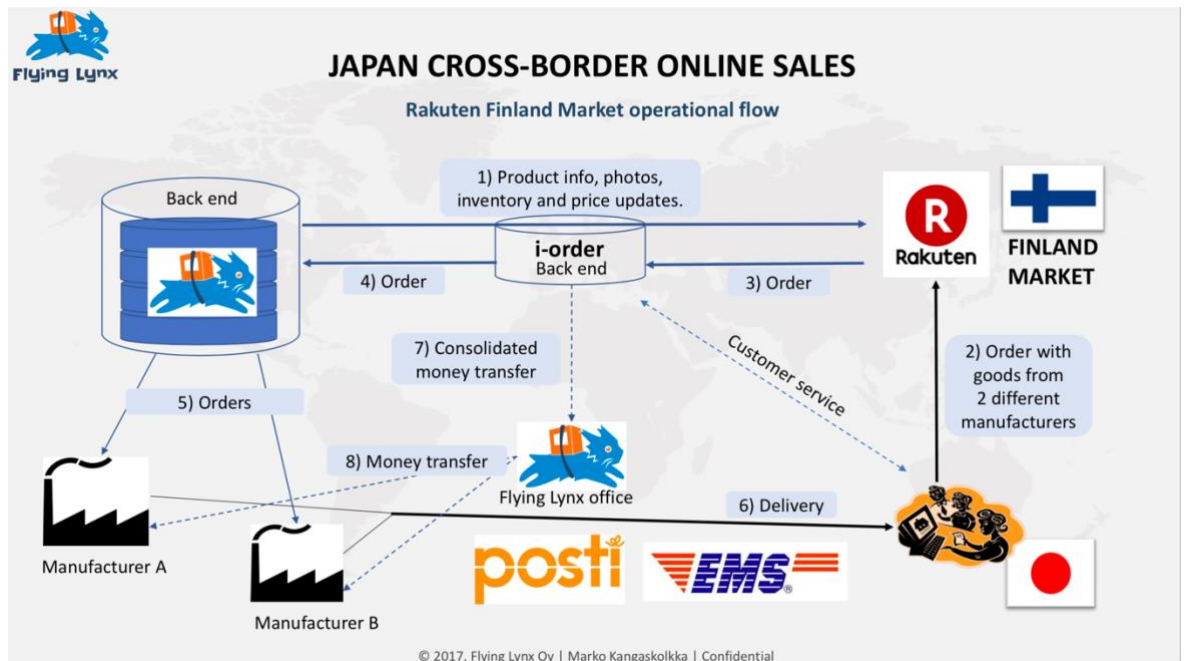 Flying Lynx
JAPAN CROSS-BORDER ONLINE SALES
Rakuten Finland Market operational flow
1) Product info, photos,
inventory and price updates.
Back end
i-order
Back end
R
Rakuten
FINLAND
MARKET
4) Order
3) Order
7) Consolidated
money transfer
Customer service
2) Order with
goods from
2 different
manufacturers
5) Orders
8) Money transfer
Flying Lynx office
6) Delivery
posti
EMS®
Manufacturer A
Manufacturer B
© 2017. Flying Lynx Oy | Marko Kangaskolkka | Confidential